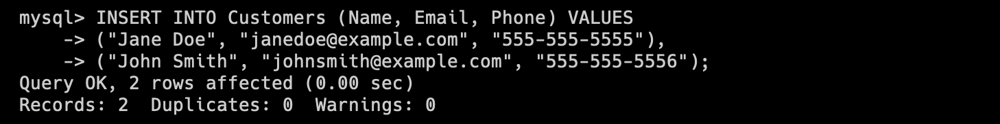 mysql> INSERT INTO Customers (Name, Email, Phone) VALUES
    -> ("Jane Doe", "janedoe@example.com", "555-555-5555"),
    -> ("John Smith", "johnsmith@example.com", "555-555-5556");
Query OK, 2 rows affected (0.00 sec)
Records: 2  Duplicates: 0  Warnings: 0